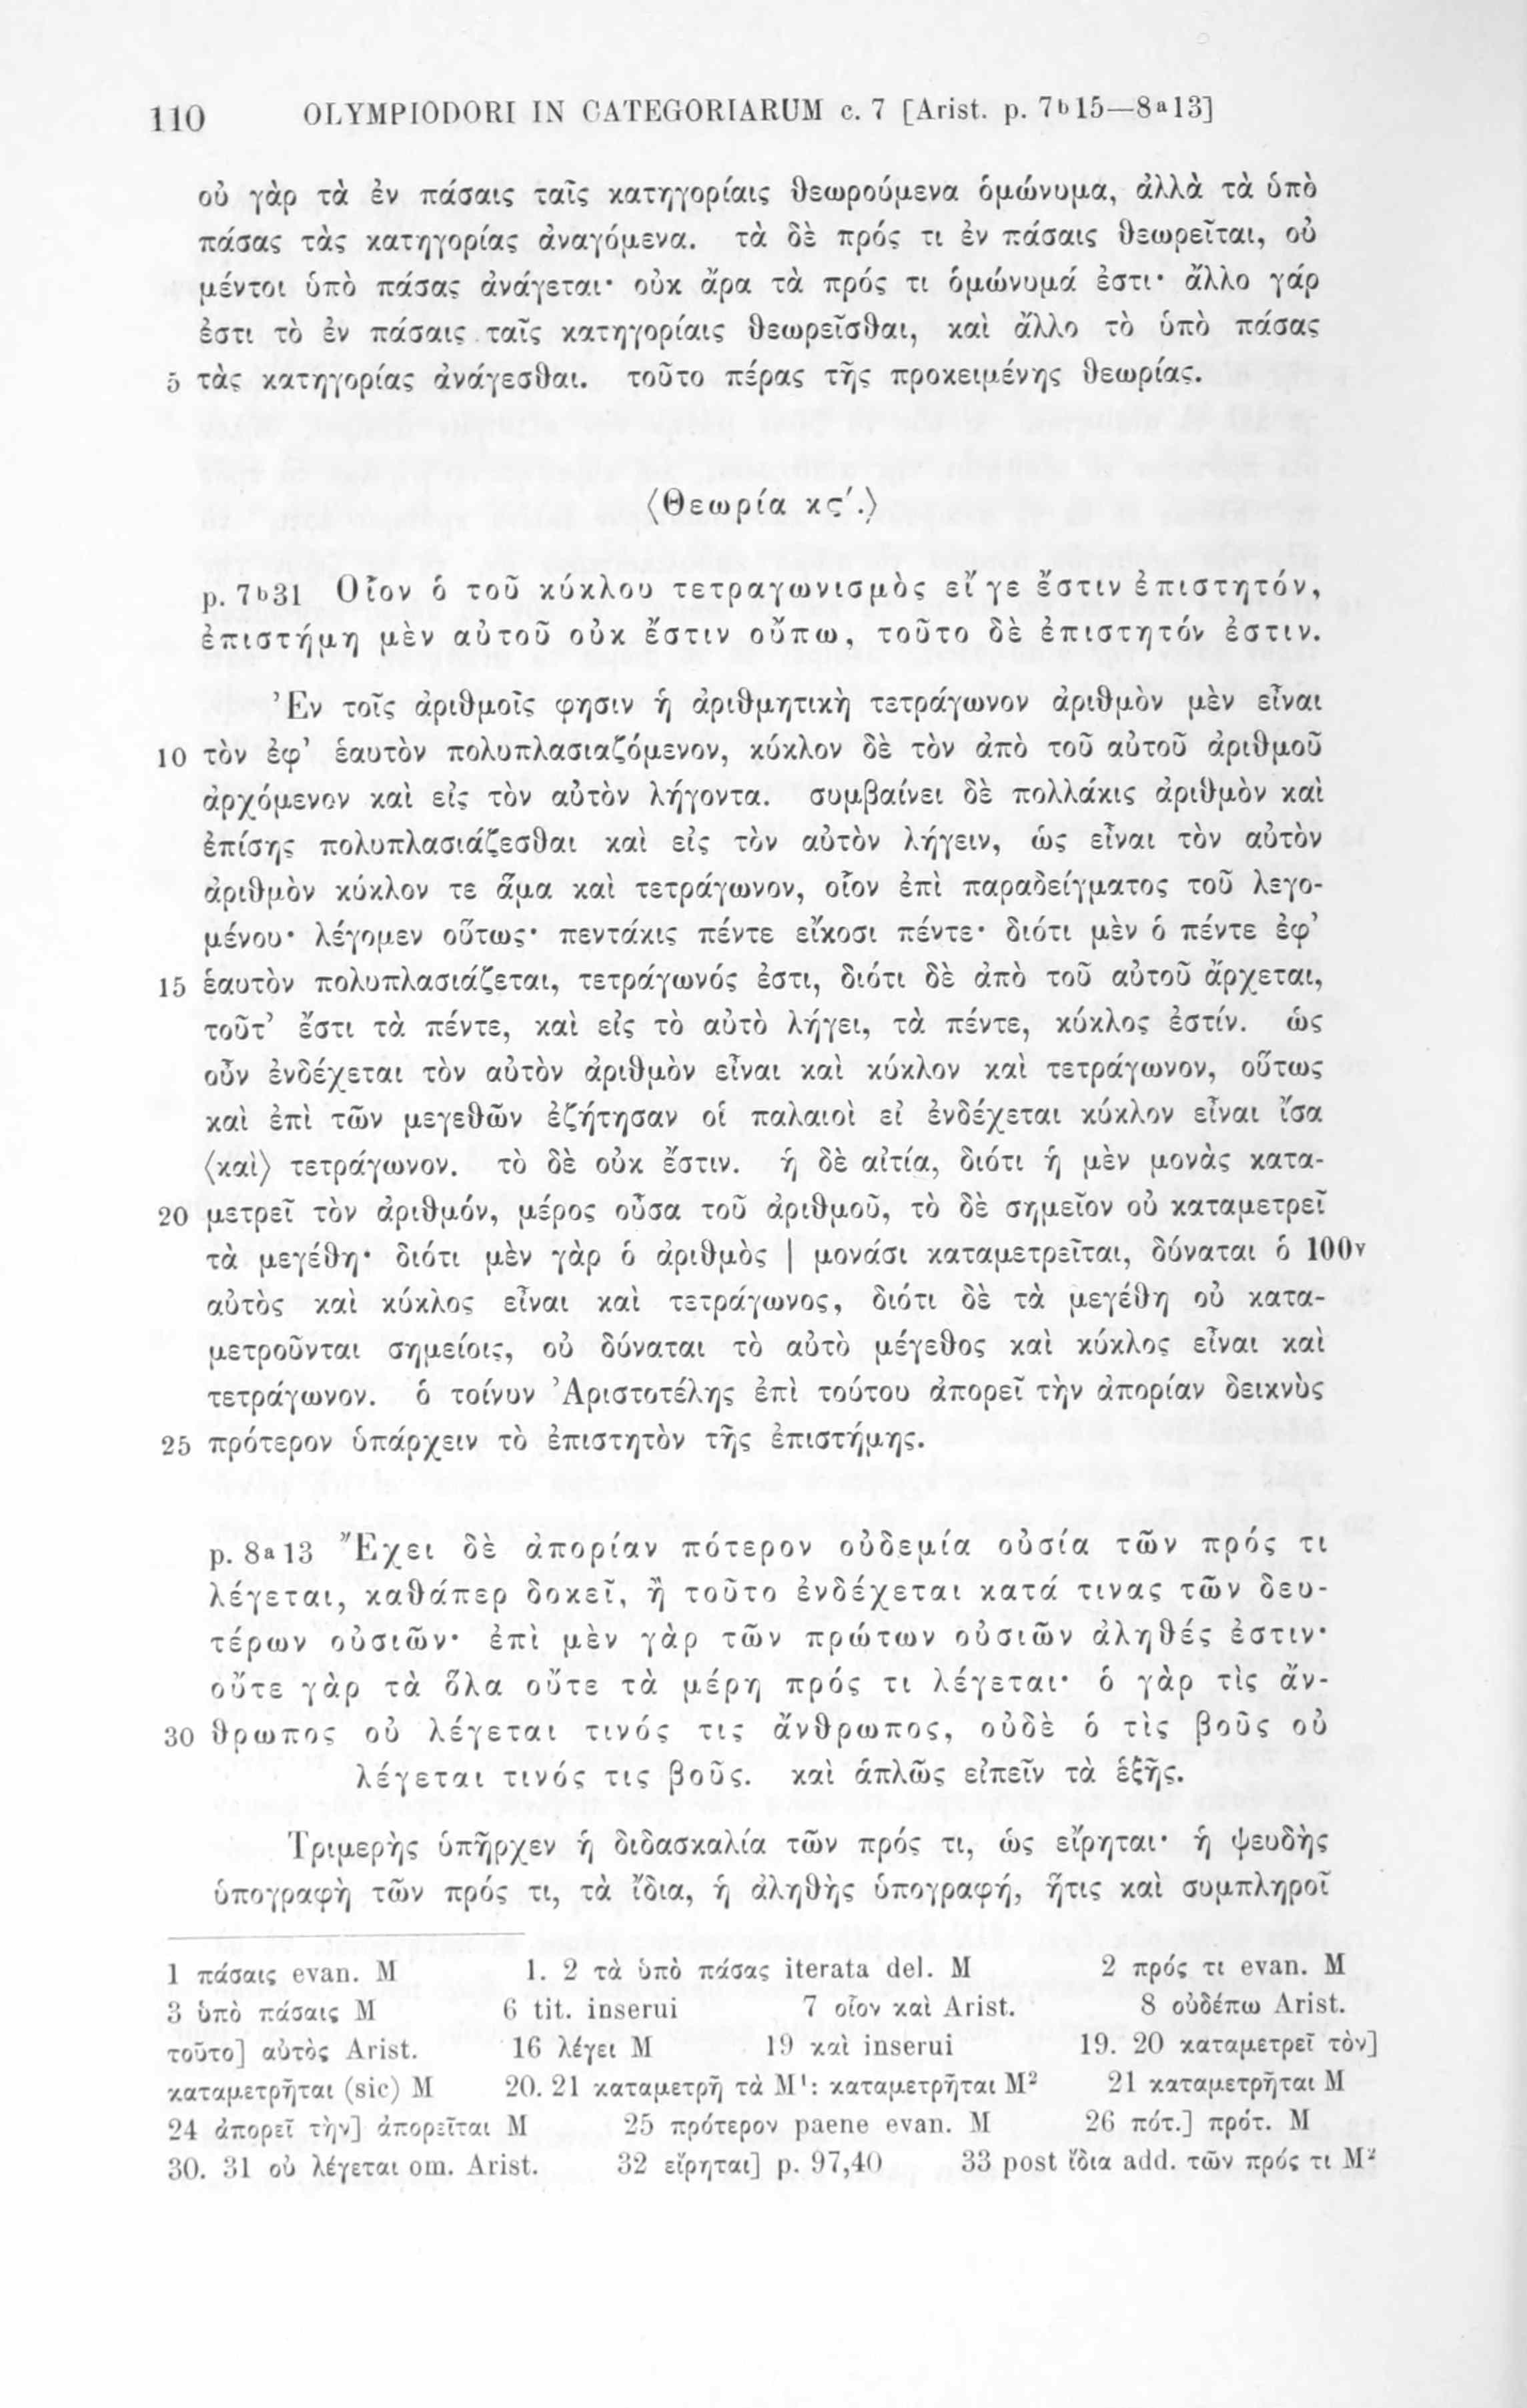 110 OLYMPIODORI IN CATEGORIARUM c. 7 [Arist. p. 7b15—8a13]
οὐ γὰρ τὰ ἐν πάσαις ταῖς κατηγορίαις θεωρούμενα ὁμώνυμα, ἀλλὰ τὰ ὑπὸ
πάσας τὰς κατηγορίας ἀναγόμενα. τὰ δὲ πρός τι ἐν πάσαις θεωρεῖται, οὐ
μέντοι ὑπὸ πάσας ἀνάγεται· οὐκ ἄρα τὰ πρός τι ὁμώνυμά ἐστι· ἄλλο γάρ
ἐστι τὸ ἐν πάσαις ταῖς κατηγορίαις θεωρεῖσθαι, καὶ ἄλλο τὸ ὑπὸ πάσας
5 τὰς κατηγορίας ἀνάγεσθαι. τοῦτο πέρας τῆς προκειμένης θεωρίας.
⟨Θεωρία κς′.⟩
p. 7b31 Οἷον ὁ τοῦ κύκλου τετραγωνισμὸς εἴ γε ἔστιν ἐπιστητόν,
ἐπιστήμη μὲν αὐτοῦ οὐκ ἔστιν οὔπω, τοῦτο δὲ ἐπιστητόν ἐστιν.
Ἐν τοῖς ἀριθμοῖς φησιν ἡ ἀριθμητικὴ τετράγωνον ἀριθμὸν μὲν εἶναι
10 τὸν ἐφ’ ἑαυτὸν πολυπλασιαζόμενον, κύκλον δὲ τὸν ἀπὸ τοῦ αὐτοῦ ἀριθμοῦ
ἀρχόμενον καὶ εἰς τὸν αὐτὸν λήγοντα. συμβαίνει δὲ πολλάκις ἀριθμὸν καὶ
ἐπίσης πολυπλασιάζεσθαι καὶ εἰς τὸν αὐτὸν λήγειν, ὡς εἶναι τὸν αὐτὸν
ἀριθμὸν κύκλον τε ἅμα καὶ τετράγωνον, οἷον ἐπὶ παραδείγματος τοῦ λεγο-
μένου· λέγομεν οὕτως· πεντάκις πέντε εἴκοσι πέντε· διότι μὲν ὁ πέντε ἐφ’
15 ἑαυτὸν πολυπλασιάζεται, τετράγωνός ἐστι, διότι δὲ ἀπὸ τοῦ αὐτοῦ ἄρχεται,
τοῦτ’ ἔστι τὰ πέντε, καὶ εἰς τὸ αὐτὸ λήγει, τὰ πέντε, κύκλος ἐστίν. ὡς
οὖν ἐνδέχεται τὸν αὐτὸν ἀριθμὸν εἶναι καὶ κύκλον καὶ τετράγωνον, οὕτως
καὶ ἐπὶ τῶν μεγεθῶν ἐζήτησαν οἱ παλαιοὶ εἰ ἐνδέχεται κύκλον εἶναι ἴσα
⟨καὶ⟩ τετράγωνον. τὸ δὲ οὐκ ἔστιν. ἡ δὲ αἰτία, διότι ἡ μὲν μονὰς κατα-
20 μετρεῖ τὸν ἀριθμόν, μέρος οὖσα τοῦ ἀριθμοῦ, τὸ δὲ σημεῖον οὐ καταμετρεῖ
τὰ μεγέθη· διότι μὲν γὰρ ὁ ἀριθμὸς | μονάσι καταμετρεῖται, δύναται ὁ 100v
αὐτὸς καὶ κύκλος εἶναι καὶ τετράγωνος, διότι δὲ τὰ μεγέθη οὐ κατα-
μετροῦνται σημείοις, οὐ δύναται τὸ αὐτὸ μέγεθος καὶ κύκλος εἶναι καὶ
τετράγωνον. ὁ τοίνυν Ἀριστοτέλης ἐπὶ τούτου ἀπορεῖ τὴν ἀπορίαν δεικνὺς
25 πρότερον ὑπάρχειν τὸ ἐπιστητὸν τῆς ἐπιστήμης.
p. 8a13 Ἔχει δὲ ἀπορίαν πότερον οὐδεμία οὐσία τῶν πρός τι
λέγεται, καθάπερ δοκεῖ, ἢ τοῦτο ἐνδέχεται κατά τινας τῶν δευ-
τέρων οὐσιῶν· ἐπὶ μὲν γὰρ τῶν πρώτων οὐσιῶν ἀληθές ἐστιν·
οὔτε γὰρ τὰ ὅλα οὔτε τὰ μέρη πρός τι λέγεται· ὁ γὰρ τὶς ἄν-
30 θρωπος οὐ λέγεται τινός τις ἄνθρωπος, οὐδὲ ὁ τὶς βοῦς οὐ
λέγεται τινός τις βοῦς. καὶ ἁπλῶς εἰπεῖν τὰ ἑξῆς.
Τριμερὴς ὑπῆρχεν ἡ διδασκαλία τῶν πρός τι, ὡς εἴρηται· ἡ ψευδὴς
ὑπογραφὴ τῶν πρός τι, τὰ ἴδια, ἡ ἀληθὴς ὑπογραφή, ἥτις καὶ συμπληροῖ
1 πάσαις evan. M 1. 2 τὰ ὑπὸ πάσας iterata del. M 2 πρός τι evan. M
3 ὑπὸ πάσαις M 6 tit. inserui 7 οἷον καὶ Arist. 8 οὐδέπω Arist.
τοῦτο] αὐτὸς Arist. 16 λέγει M 19 καὶ inserui 19. 20 καταμετρεῖ τὸν]
καταμετρῆται (sic) M 20. 21 καταμετρῆ τὰ M¹: καταμετρῆται M² 21 καταμετρῆται M
24 ἀπορεῖ τὴν] ἀπορεῖται M 25 πρότερον paene evan. M 26 πότ.] πρότ. M
30. 31 οὐ λέγεται om. Arist. 32 εἴρηται] p. 97,40 33 post ἴδια add. τῶν πρός τι M²